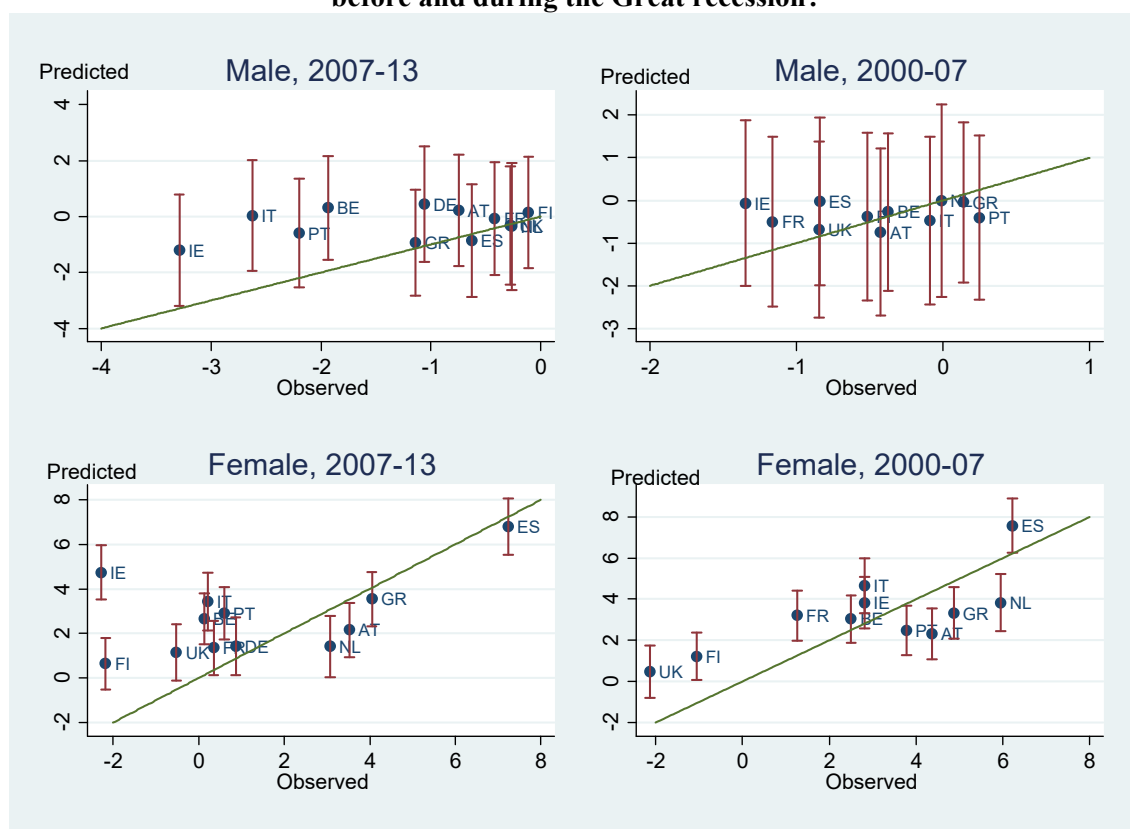 before and during the Great recession?
Male, 2007-13
Predicted
4
2
0
-2
-4
IE
IT
PT
BE
GR
DE
AT
ES
FI
-4 -3 -2 -1 0
Observed
Male, 2000-07
Predicted
2
1
0
-1
-2
-3
IE
FR
ES
UK
AT
BE
IT
NL
GR
PT
-2 -1 0 1
Observed
Female, 2007-13
Predicted
8
6
4
2
0
-2
IE
FI
UK
BE
IT
FR
PT
DE
NL
AT
GR
ES
-2 0 2 4 6 8
Observed
Female, 2000-07
Predicted
8
6
4
2
0
-2
UK
FI
FR
BE
IT
IE
PT
AT
GR
NL
ES
-2 0 2 4 6 8
Observed